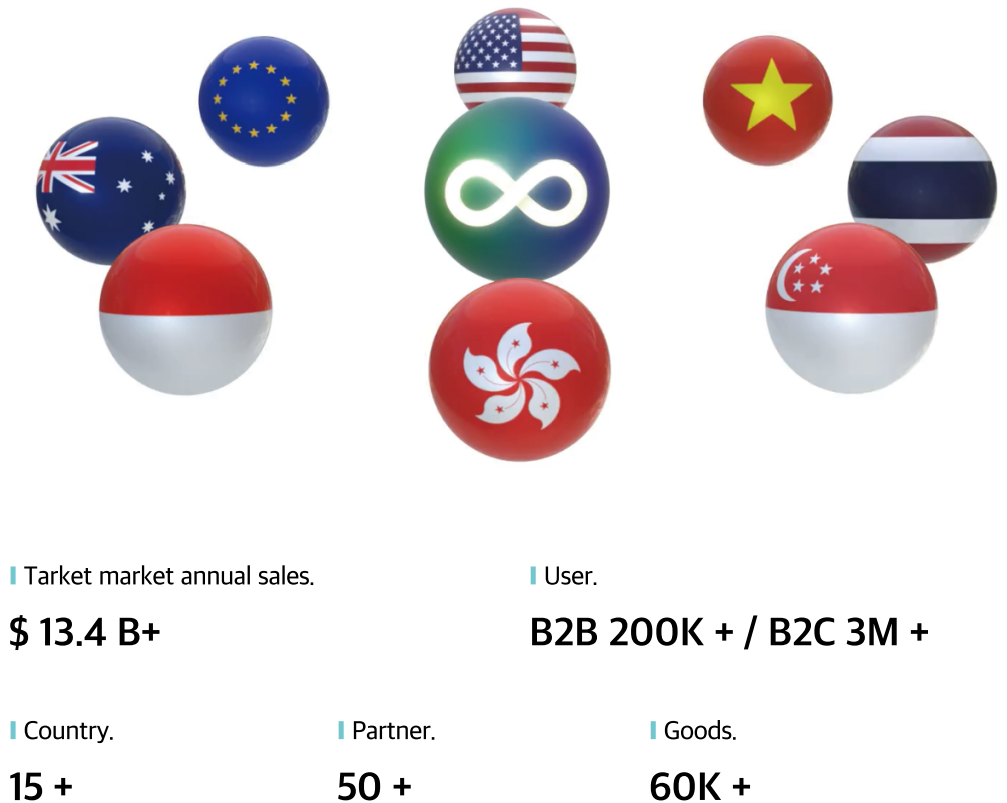 Tarket market annual sales.
User.
$ 13.4 B+
B2B 200K + / B2C 3M +
Country.
Partner.
Goods.
15 +
50 +
60K +